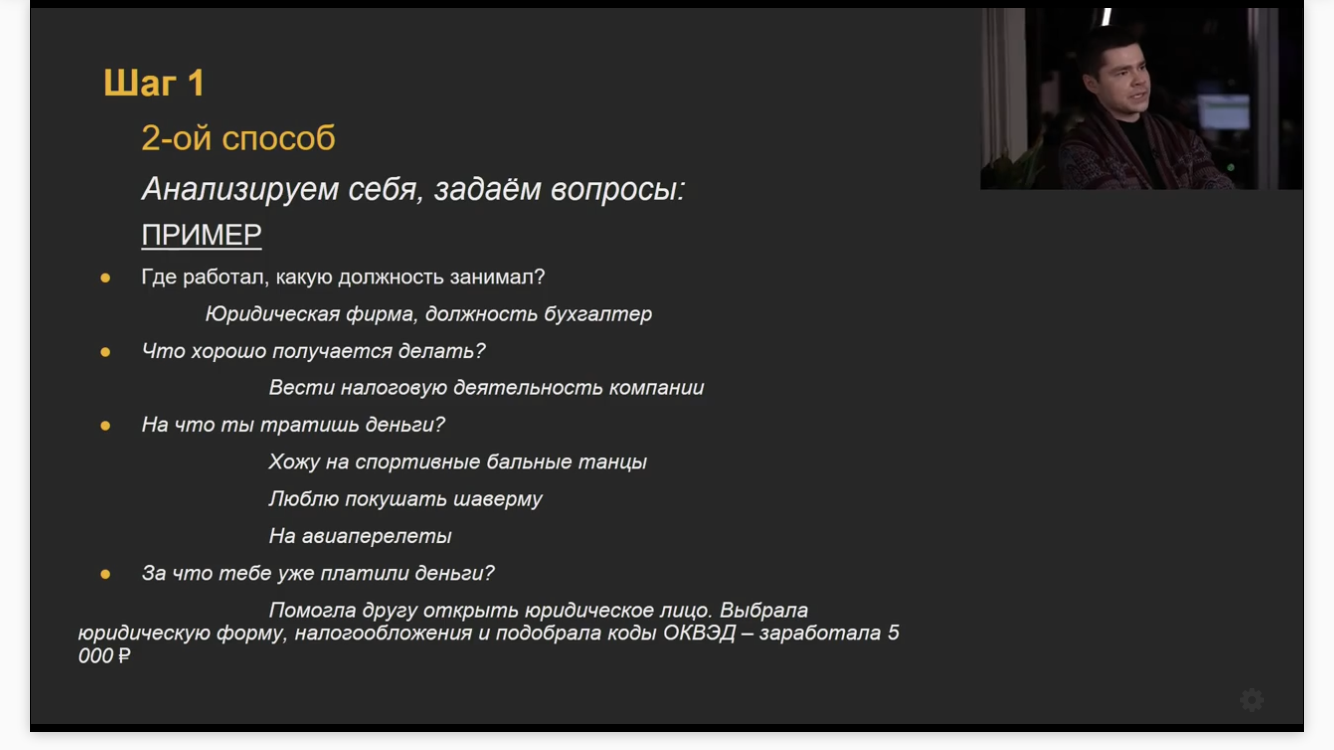 Шаг 1
2-ой способ
Анализируем себя, задаём вопросы:
ПРИМЕР
● Где работал, какую должность занимал?
Юридическая фирма, должность бухгалтер
● Что хорошо получается делать?
Вести налоговую деятельность компании
● На что ты тратишь деньги?
Хожу на спортивные бальные танцы
Люблю покушать шаверму
На авиаперелеты
● За что тебе уже платили деньги?
Помогла другу открыть юридическое лицо. Выбрала
юридическую форму, налогообложения и подобрала коды ОКВЭД – заработала 5
000 ₽